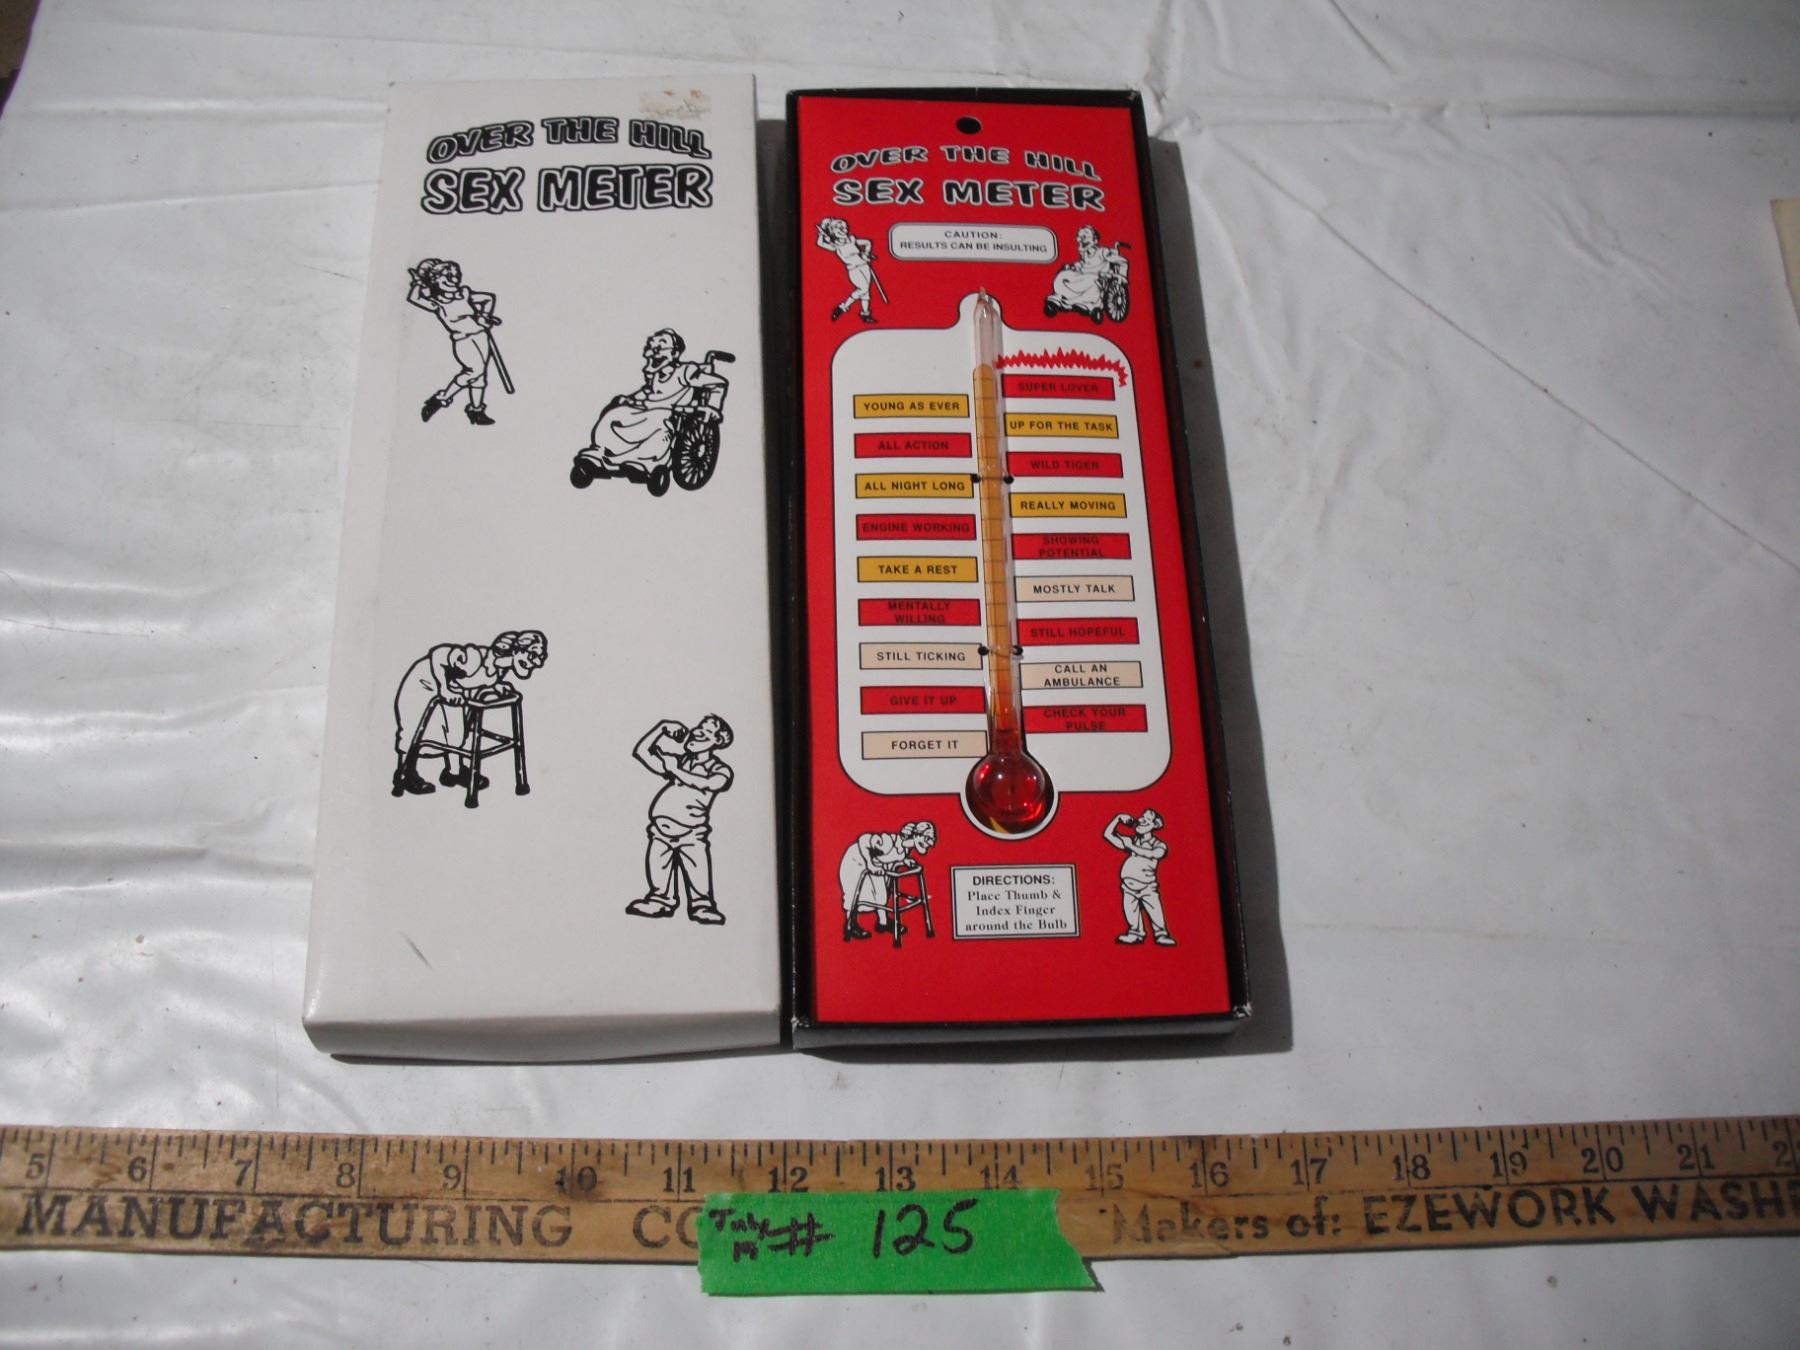 OVER THE HILL
SEX METER
OVER THE HILL
SEX METER
CAUTION:
RESULTS CAN BE INSULTING
SUPER LOVER
YOUNG AS EVER
UP FOR THE TASK
ALL ACTION
WILD TIGER
ALL NIGHT LONG
REALLY MOVING
ENGINE WORKING
SHOWING
POTENTIAL
TAKE A REST
MOSTLY TALK
MENTALLY
WILLING
STILL HOPEFUL
STILL TICKING
CALL AN
AMBULANCE
GIVE IT UP
CHECK YOUR
PULSE
FORGET IT
DIRECTIONS:
Place Thumb &
Index Finger
around the Bulb
5 6 7 8 9 10 11 12 13 14 15 16 17 18 19 20 21
MANUFACTURING Makers of: EZEWORK WASH
# 125